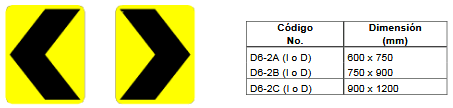 Código No. Dimensión (mm)
D6-2A (I o D) 600 x 750
D6-2B (I o D) 750 x 900
D6-2C (I o D) 900 x 1200